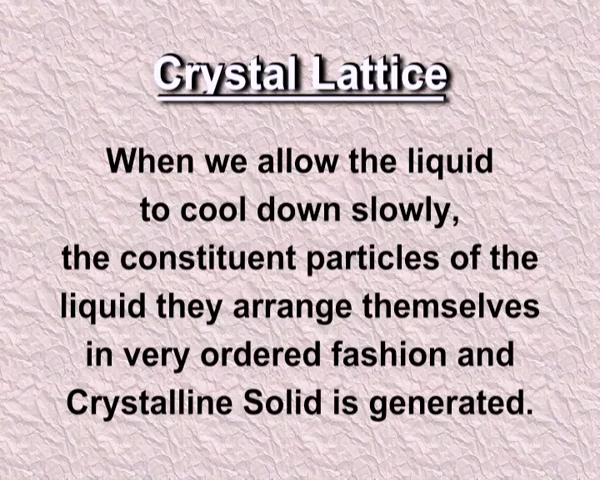 Crystal Lattice
When we allow the liquid
to cool down slowly,
the constituent particles of the
liquid they arrange themselves
in very ordered fashion and
Crystalline Solid is generated.